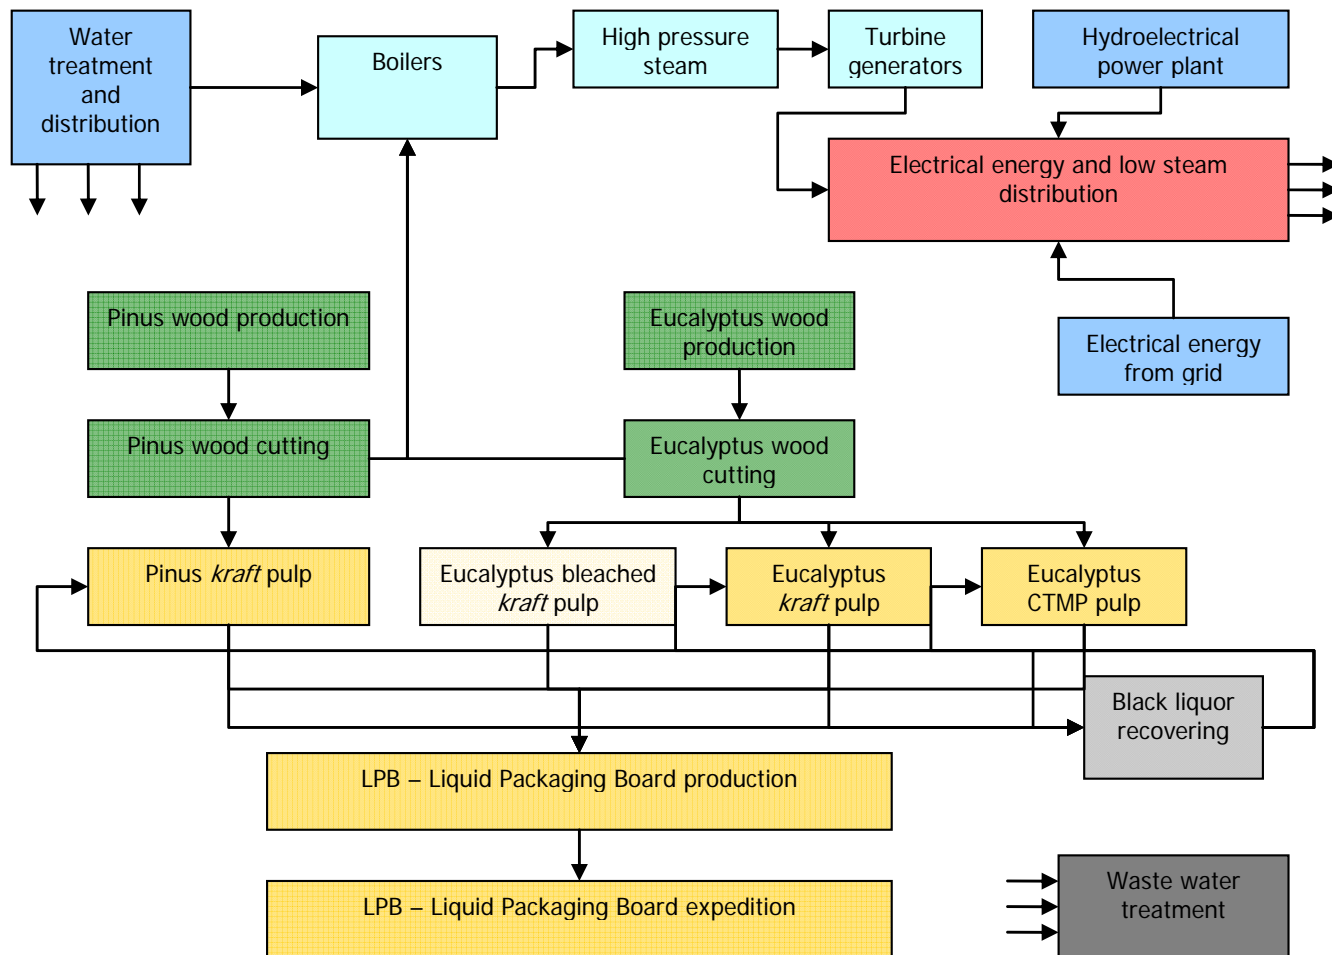 Water
treatment
and
distribution
Boilers
High pressure
steam
Turbine
generators
Hydroelectrical
power plant
Electrical energy and low steam
distribution
Pinus wood production
Eucalyptus wood
production
Electrical energy
from grid
Pinus wood cutting
Eucalyptus wood
cutting
Pinus kraft pulp
Eucalyptus bleached
kraft pulp
Eucalyptus
kraft pulp
Eucalyptus
CTMP pulp
Black liquor
recovering
LPB – Liquid Packaging Board production
LPB – Liquid Packaging Board expedition
Waste water
treatment